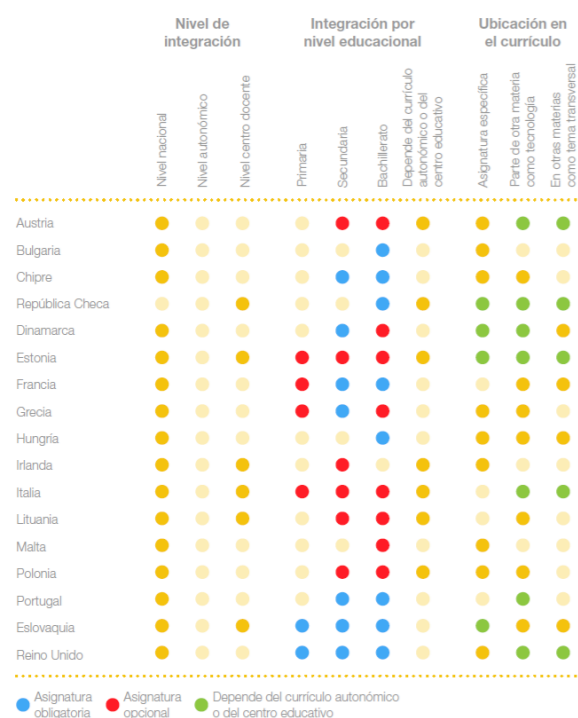 Nivel de
integración
Integración por
nivel educacional
Ubicación en
el currículo
Nivel nacional
Nivel autonómico
Nivel centro docente
Primaria
Secundaria
Bachillerato
Depende del currículo
autonómico o del
centro educativo
Asignatura específica
Parte de otra materia
como tecnología
En otras materias
como tema transversal
Austria
Bulgaria
Chipre
República Checa
Dinamarca
Estonia
Francia
Grecia
Hungría
Irlanda
Italia
Lituania
Malta
Polonia
Portugal
Eslovaquia
Reino Unido
Asignatura
obligatoria
Asignatura
opcional
Depende del currículo autonómico
o del centro educativo